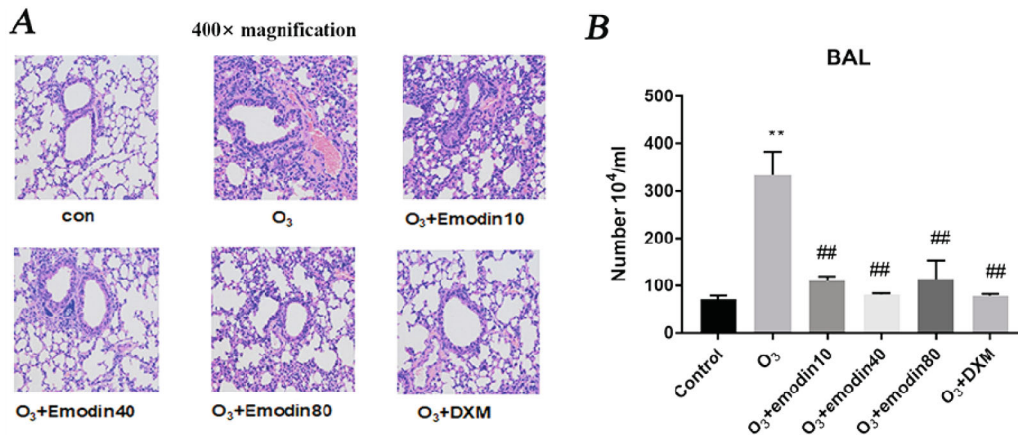 A
400× magnification
con
O₃
O₃+Emodin10
O₃+Emodin40
O₃+Emodin80
O₃+DXM
B
BAL
Number 10⁴/ml
500
400
300
200
100
0
**
##
##
##
##
Control
O₃
O₃+emodin10
O₃+emodin40
O₃+emodin80
O₃+DXM